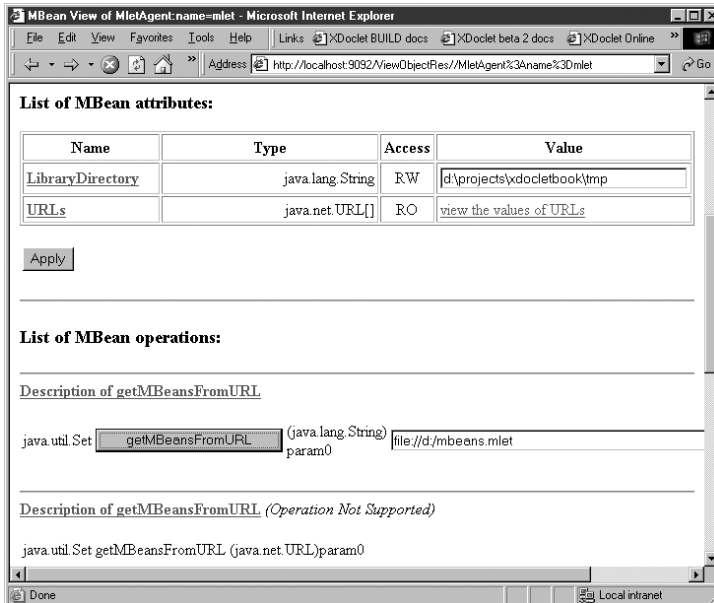 MBean View of MletAgent:name=mlet - Microsoft Internet Explorer
File Edit View Favorites Tools Help Links XDoclet BUILD docs XDoclet beta 2 docs XDoclet Online »
» Address http://localhost:9092/ViewObjectRes//MletAgent%3Aname%3Dmlet Go
List of MBean attributes:
Name Type Access Value
LibraryDirectory java.lang.String RW d:\projects\xdocletbook\tmp
URLs java.net.URL[] RO view the values of URLs
Apply
List of MBean operations:
Description of getMBeansFromURL
java.util.Set getMBeansFromURL (java.lang.String) param0 file://d:/mbeans.mlet
Description of getMBeansFromURL (Operation Not Supported)
java.util.Set getMBeansFromURL (java.net.URL)param0
Done Local intranet